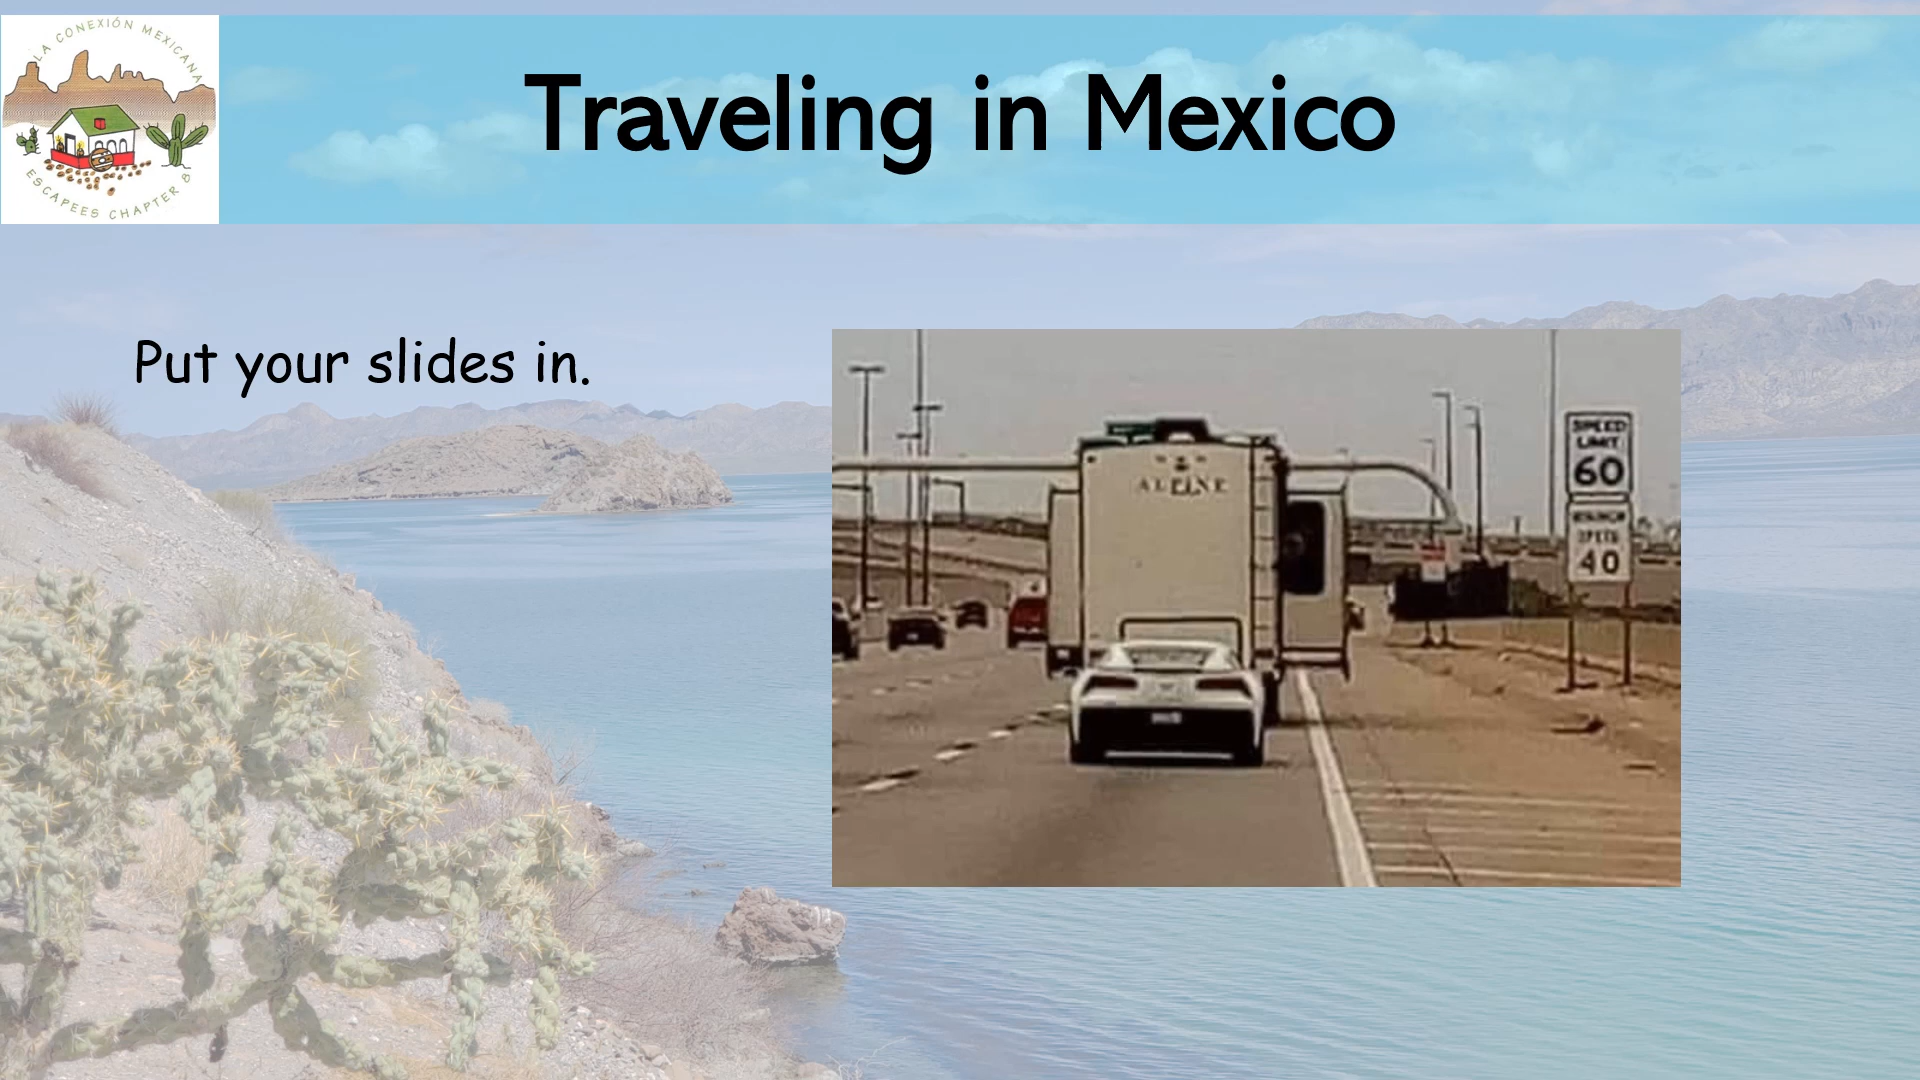 LA CONEXIÓN MEXICANA
ESCAPEES CHAPTER 8
Traveling in Mexico
Put your slides in.
ALPINE
SPEED
LIMIT
60
MINIMUM
SPEED
40